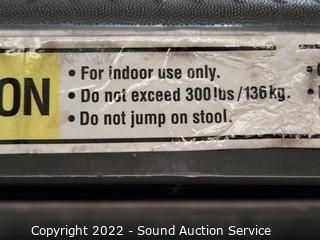 ON
• For indoor use only.
• Do not exceed 300lbs/136kg.
• Do not jump on stool.
Copyright 2022 - Sound Auction Service